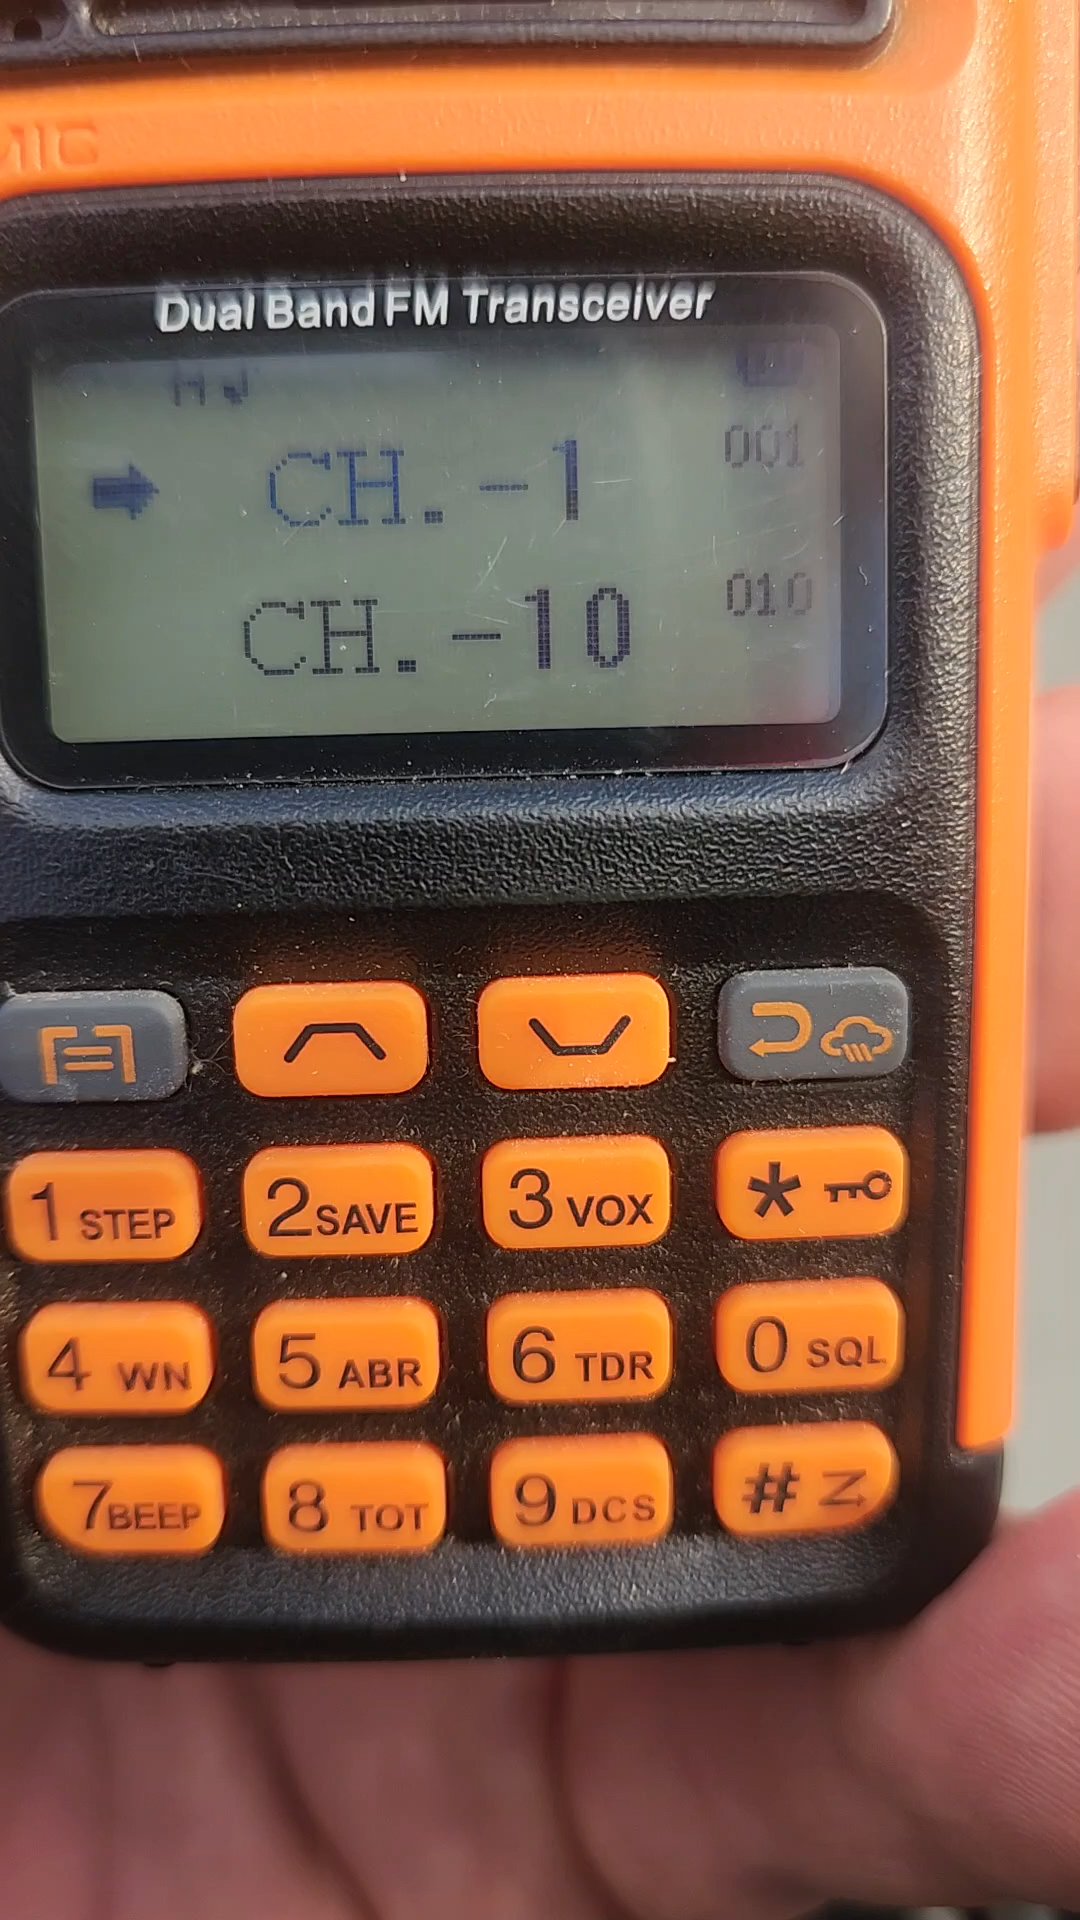 MIC
Dual Band FM Transceiver
CH.-1 001
CH.-10 010
1 STEP 2 SAVE 3 VOX *
4 WN 5 ABR 6 TDR 0 SQL
7 BEEP 8 TOT 9 DCS #